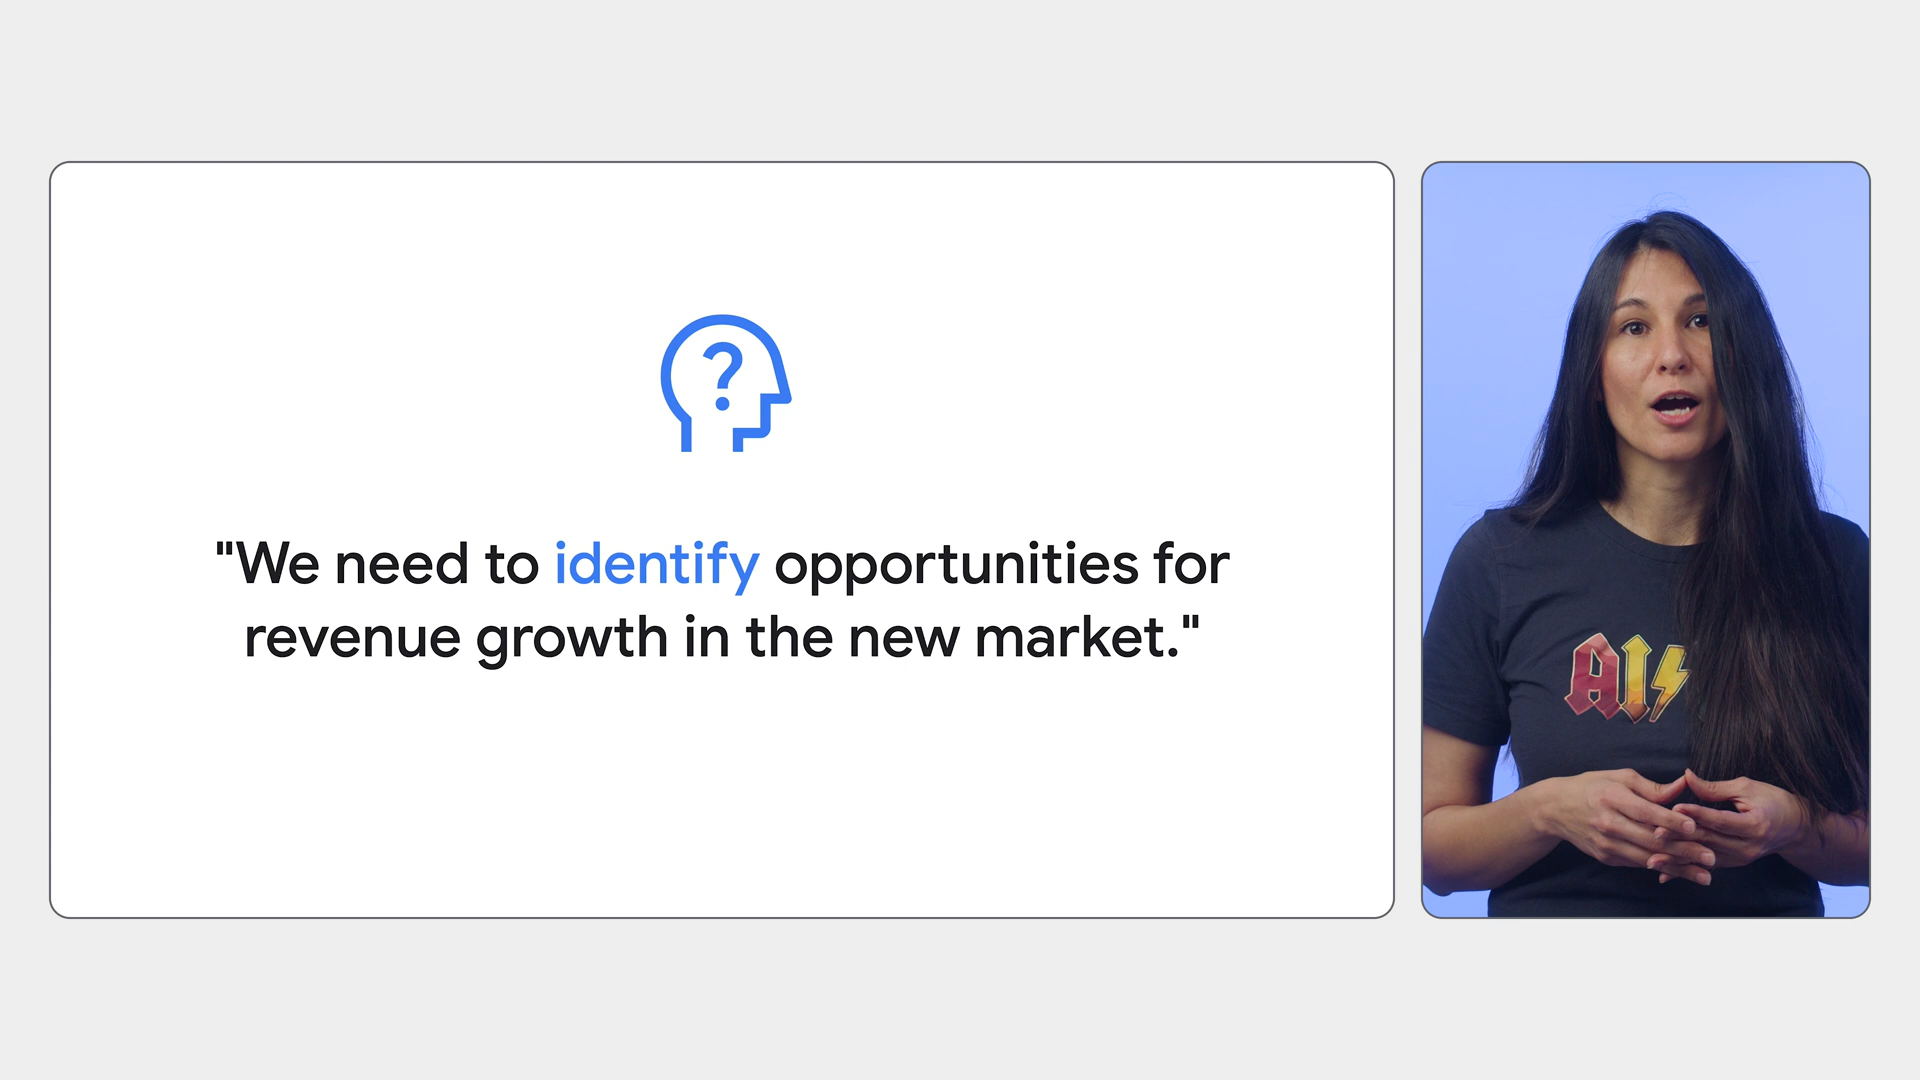 ?
"We need to identify opportunities for
revenue growth in the new market."
AI